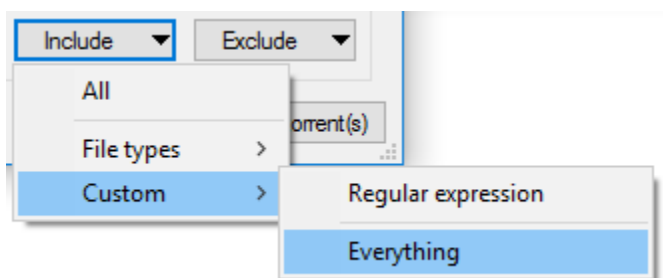 Include Exclude
All
orrent(s)
File types
Custom
Regular expression
Everything